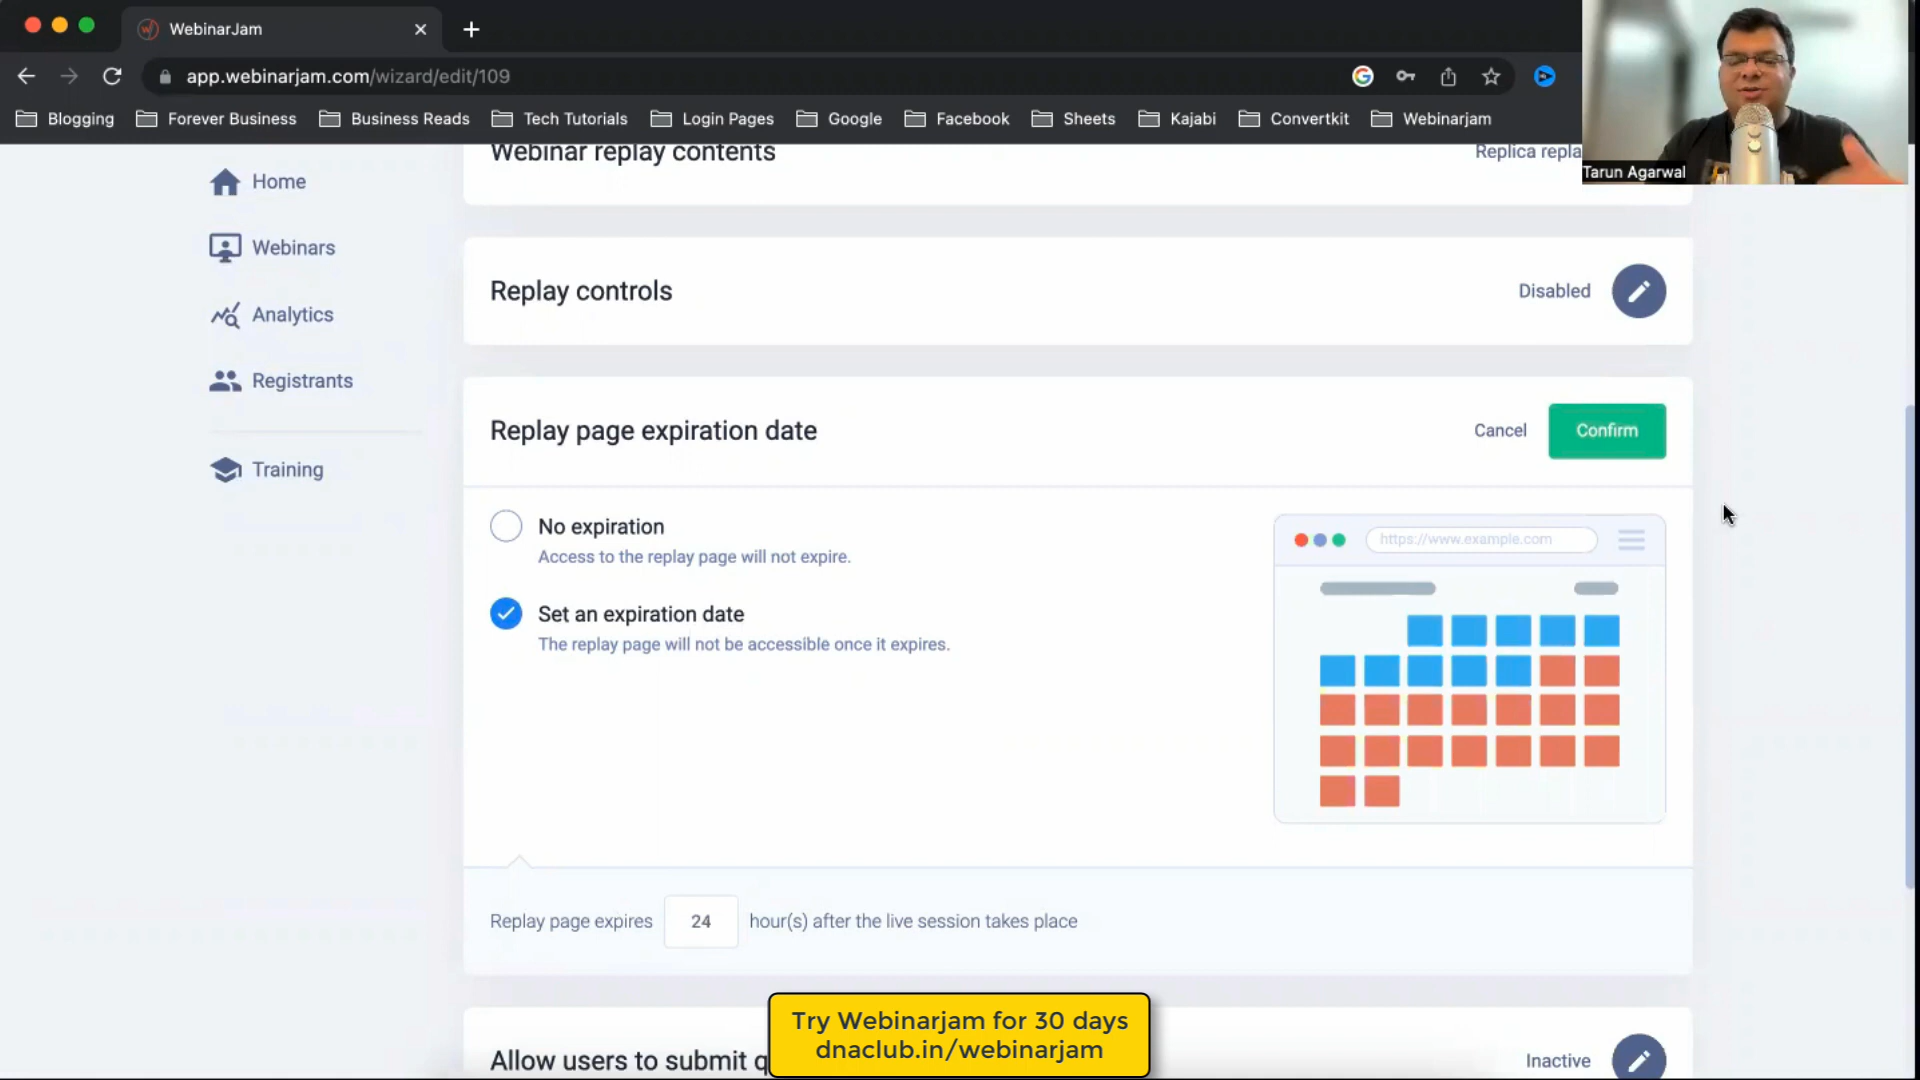 WebinarJam
app.webinarjam.com/wizard/edit/109
Blogging
Forever Business
Business Reads
Tech Tutorials
Login Pages
Google
Facebook
Sheets
Kajabi
Convertkit
Webinarjam
Tarun Agarwal
Home
Webinars
Analytics
Registrants
Training
Webinar replay contents
Replica repla
Replay controls
Disabled
Replay page expiration date
Cancel
Confirm
No expiration
Access to the replay page will not expire.
Set an expiration date
The replay page will not be accessible once it expires.
https://www.example.com
Replay page expires 24 hour(s) after the live session takes place
Allow users to submit q
Inactive
Try Webinarjam for 30 days
dnaclub.in/webinarjam